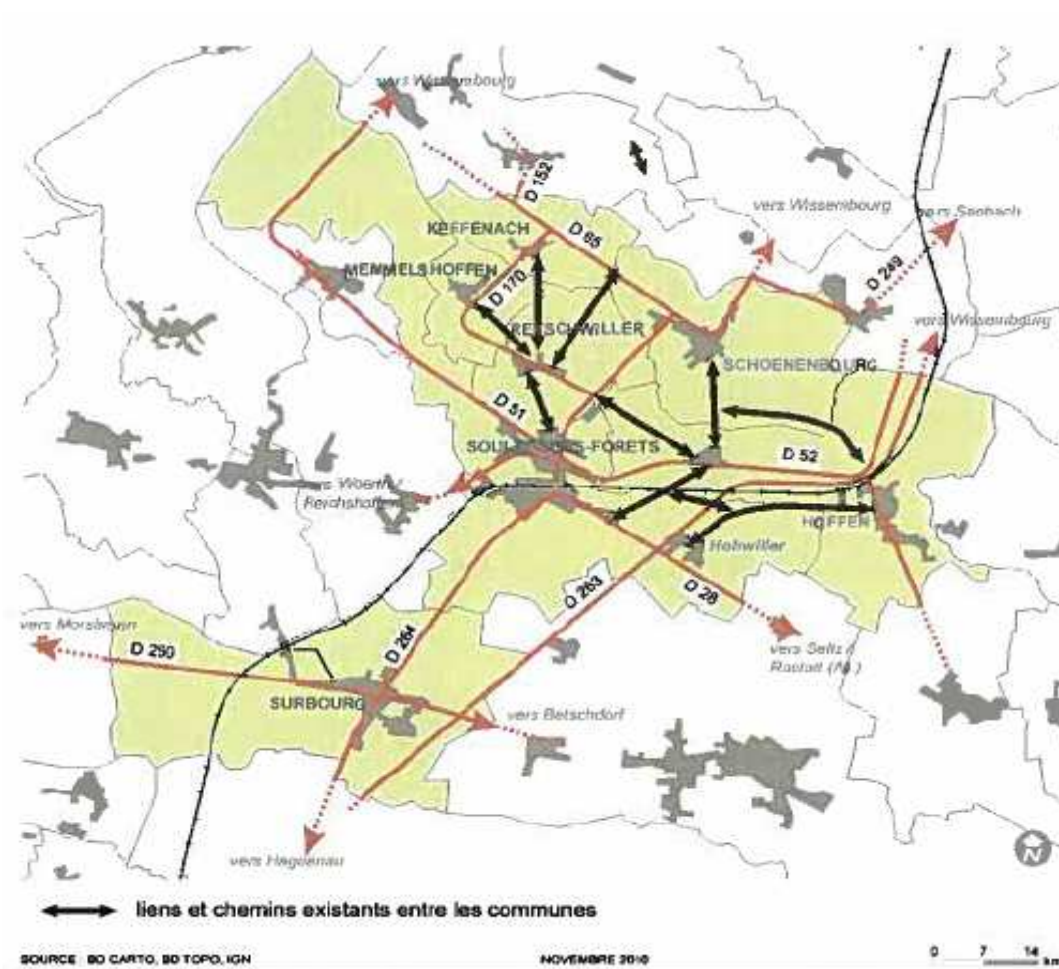 vers Wissembourg
D 152
vers Wissembourg
vers Seebach
KEFFENACH
D 65
D 249
MEMMELSHOFFEN
D 170
RETSCHWILLER
vers Wissembourg
SCHOENENBOURG
D 51
SOULTZ-SOUS-FORETS
D 52
vers Woerth /
Reichshoffen
HOFFEN
Hohwiller
D 263
D 28
vers Morsbronn
D 250
D 264
vers Seltz /
Rastatt (All.)
SURBOURG
vers Betschdorf
vers Haguenau
N
liens et chemins existants entre les communes
SOURCE : BD CARTO, BD TOPO, IGN
NOVEMBRE 2010
0 7 14 km